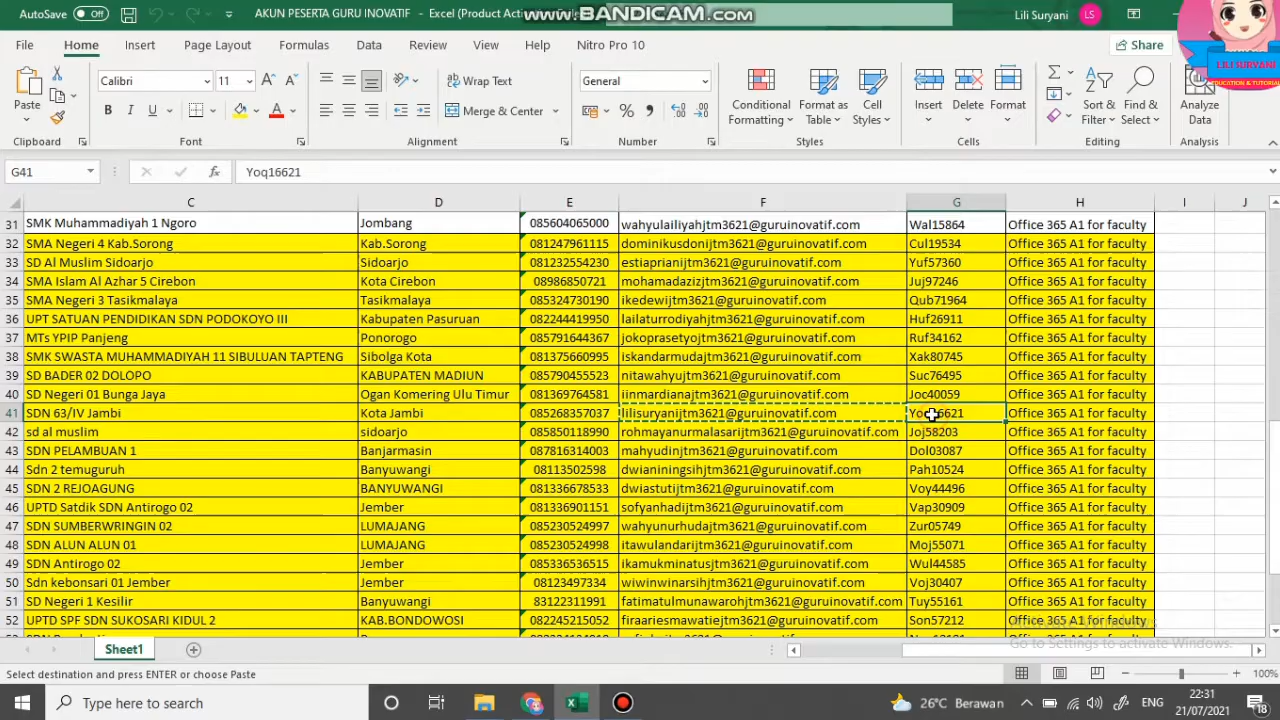 AutoSave Off AKUN PESERTA GURU INOVATIF - Excel (Product Act www.BANDICAM.com Lili Suryani LS
File Home Insert Page Layout Formulas Data Review View Help Nitro Pro 10 Share
LILI SURYANI
EDUCATION & TUTORIAL
Calibri 11 Wrap Text General
Paste B I U Merge & Center Conditional Formatting Format as Table Cell Styles Insert Delete Format Sort & Filter Find & Select Analyze Data
Clipboard Font Alignment Number Styles Cells Editing Analysis
G41 Yoq16621
C D E F G H I J
31 SMK Muhammadiyah 1 Ngoro Jombang 085604065000 wahyulailiyahjtm3621@guruinovatif.com Wal15864 Office 365 A1 for faculty
32 SMA Negeri 4 Kab.Sorong Kab.Sorong 081247961115 dominikusdonijtm3621@guruinovatif.com Cul19534 Office 365 A1 for faculty
33 SD Al Muslim Sidoarjo Sidoarjo 081232554230 estiaprianijtm3621@guruinovatif.com Yuf57360 Office 365 A1 for faculty
34 SMA Islam Al Azhar 5 Cirebon Kota Cirebon 08986850721 mohamadazizjtm3621@guruinovatif.com Juj97246 Office 365 A1 for faculty
35 SMA Negeri 3 Tasikmalaya Tasikmalaya 085324730190 ikedewijtm3621@guruinovatif.com Qub71964 Office 365 A1 for faculty
36 UPT SATUAN PENDIDIKAN SDN PODOKOYO III Kabupaten Pasuruan 082244419950 lailaturrodiyahjtm3621@guruinovatif.com Huf26911 Office 365 A1 for faculty
37 MTs YPIP Panjeng Ponorogo 085791644367 jokoprasetyojtm3621@guruinovatif.com Ruf34162 Office 365 A1 for faculty
38 SMK SWASTA MUHAMMADIYAH 11 SIBULUAN TAPTENG Sibolga Kota 081375660995 iskandarmudajtm3621@guruinovatif.com Xak80745 Office 365 A1 for faculty
39 SD BADER 02 DOLOPO KABUPATEN MADIUN 085790455523 nitawahyujtm3621@guruinovatif.com Suc76495 Office 365 A1 for faculty
40 SD Negeri 01 Bunga Jaya Ogan Komering Ulu Timur 081369764581 iinmardianajtm3621@guruinovatif.com Joc40059 Office 365 A1 for faculty
41 SDN 63/IV Jambi Kota Jambi 085268357037 lilisuryanijtm3621@guruinovatif.com Yoq16621 Office 365 A1 for faculty
42 sd al muslim sidoarjo 085850118990 rohmayanurmalasarijtm3621@guruinovatif.com Joj58203 Office 365 A1 for faculty
43 SDN PELAMBUAN 1 Banjarmasin 087816314003 mahyudinjtm3621@guruinovatif.com Dol03087 Office 365 A1 for faculty
44 Sdn 2 temuguruh Banyuwangi 08113502598 dwianiningsihjtm3621@guruinovatif.com Pah10524 Office 365 A1 for faculty
45 SDN 2 REJOAGUNG BANYUWANGI 081336678533 dwiastutijtm3621@guruinovatif.com Voy44496 Office 365 A1 for faculty
46 UPTD Satdik SDN Antirogo 02 Jember 081336901151 sofyanhadijtm3621@guruinovatif.com Vap30909 Office 365 A1 for faculty
47 SDN SUMBERWRINGIN 02 LUMAJANG 085230524997 wahyunurhudajtm3621@guruinovatif.com Zur05749 Office 365 A1 for faculty
48 SDN ALUN ALUN 01 LUMAJANG 085230524998 itawulandarijtm3621@guruinovatif.com Moj55071 Office 365 A1 for faculty
49 SDN Antirogo 02 Jember 085336536515 ikamukminatusjtm3621@guruinovatif.com Wul44585 Office 365 A1 for faculty
50 Sdn kebonsari 01 Jember Jember 08123497334 wiwinwinarsihjtm3621@guruinovatif.com Voj30407 Office 365 A1 for faculty
51 SD Negeri 1 Kesilir Banyuwangi 83122311991 fatimatulmunawarohjtm3621@guruinovatif.com Tuy55161 Office 365 A1 for faculty
52 UPTD SPF SDN SUKOSARI KIDUL 2 KAB.BONDOWOSI 082245215052 firaariesmawatiejtm3621@guruinovatif.com Son57212 Office 365 A1 for faculty
Activate Windows
Go to Settings to activate Windows.
Sheet1
Select destination and press ENTER or choose Paste 100%
Type here to search 26°C Berawan ENG 22:31
21/07/2021 18